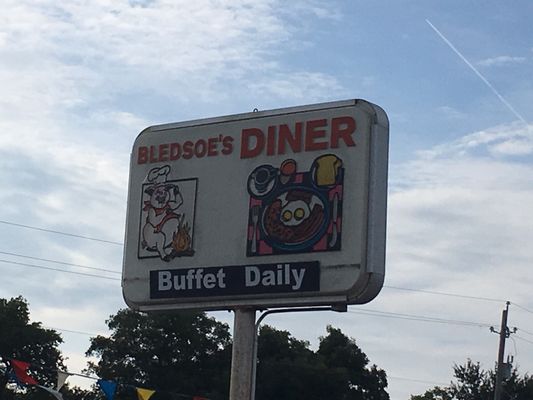 BLEDSOE'S DINER
Buffet Daily